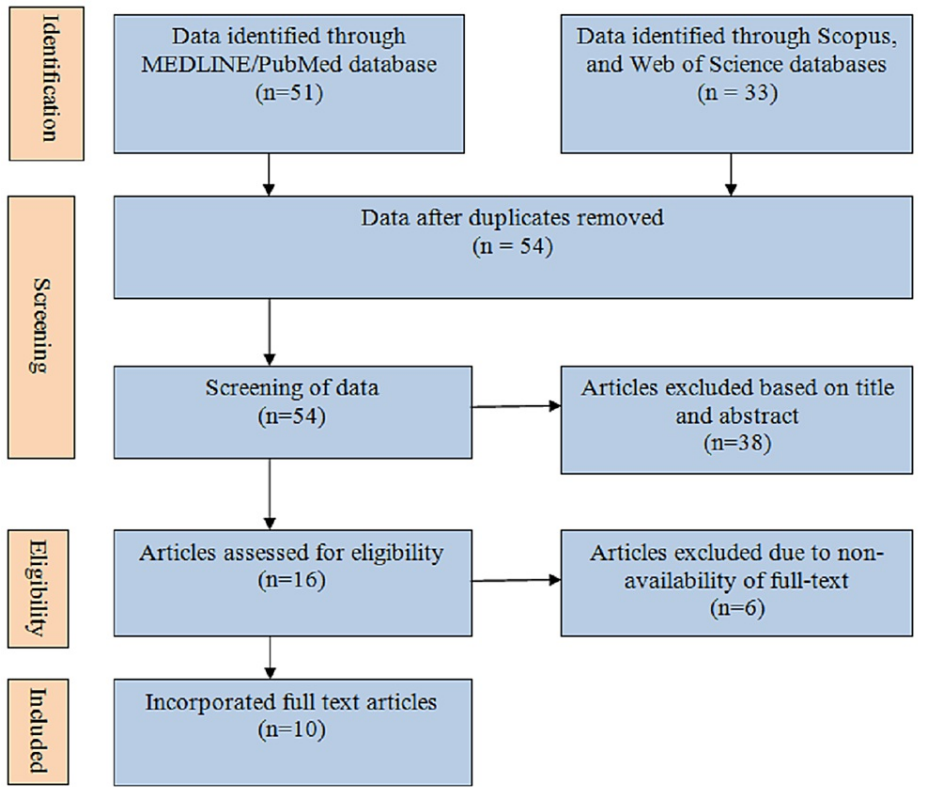 Identification
Data identified through
MEDLINE/PubMed database
(n=51)
Data identified through Scopus,
and Web of Science databases
(n = 33)
Screening
Data after duplicates removed
(n = 54)
Screening of data
(n=54)
Articles excluded based on title
and abstract
(n=38)
Eligibility
Articles assessed for eligibility
(n=16)
Articles excluded due to non-
availability of full-text
(n=6)
Included
Incorporated full text articles
(n=10)